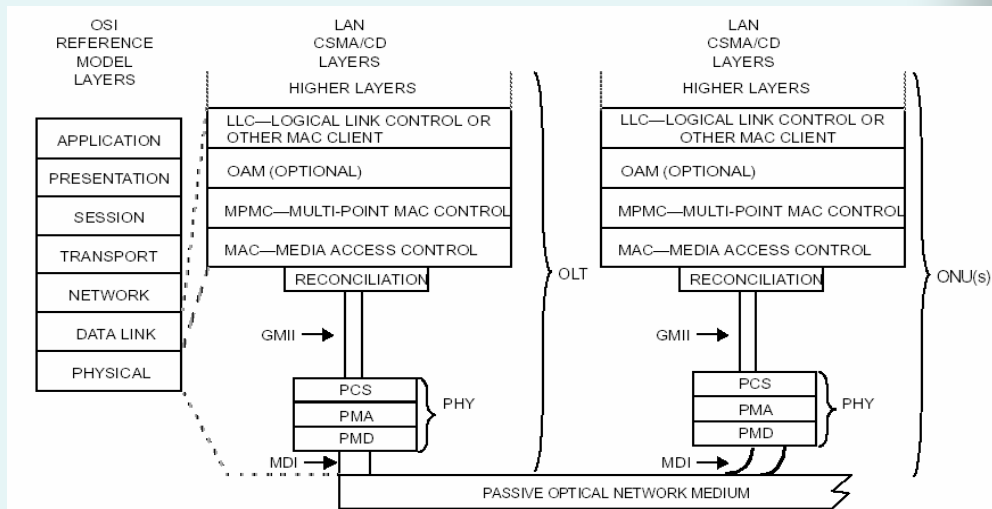 OSI
REFERENCE
MODEL
LAYERS
APPLICATION
PRESENTATION
SESSION
TRANSPORT
NETWORK
DATA LINK
PHYSICAL
LAN
CSMA/CD
LAYERS
HIGHER LAYERS
LLC—LOGICAL LINK CONTROL OR
OTHER MAC CLIENT
OAM (OPTIONAL)
MPMC—MULTI-POINT MAC CONTROL
MAC—MEDIA ACCESS CONTROL
RECONCILIATION
GMII
PCS
PMA
PMD
PHY
MDI
OLT
LAN
CSMA/CD
LAYERS
HIGHER LAYERS
LLC—LOGICAL LINK CONTROL OR
OTHER MAC CLIENT
OAM (OPTIONAL)
MPMC—MULTI-POINT MAC CONTROL
MAC—MEDIA ACCESS CONTROL
RECONCILIATION
GMII
PCS
PMA
PMD
PHY
MDI
ONU(s)
PASSIVE OPTICAL NETWORK MEDIUM